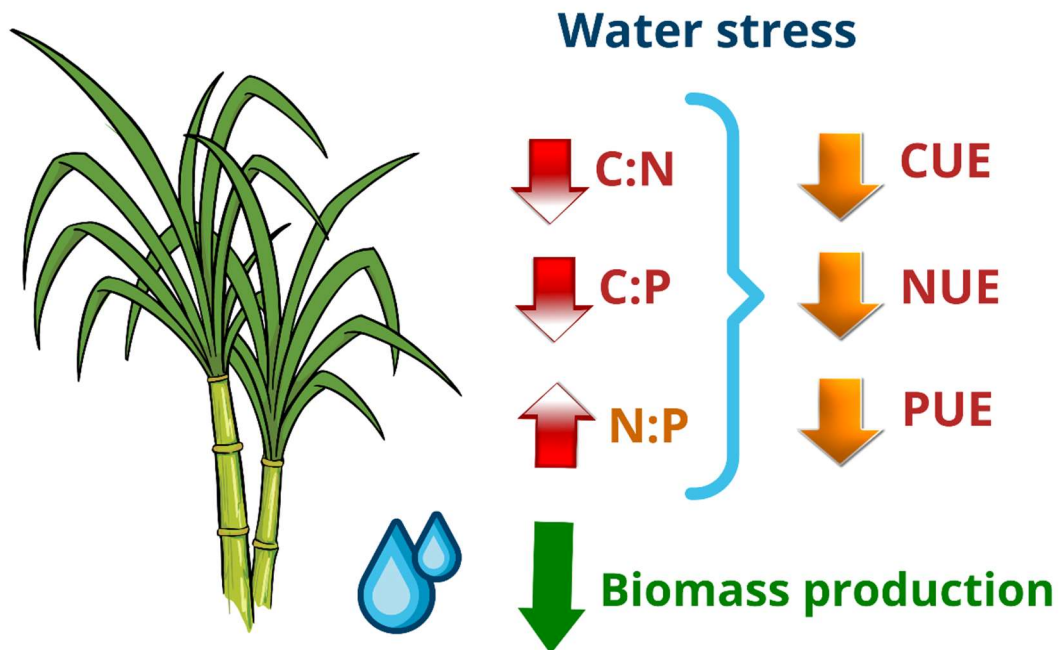 Water stress
C:N
CUE
C:P
NUE
N:P
PUE
Biomass production